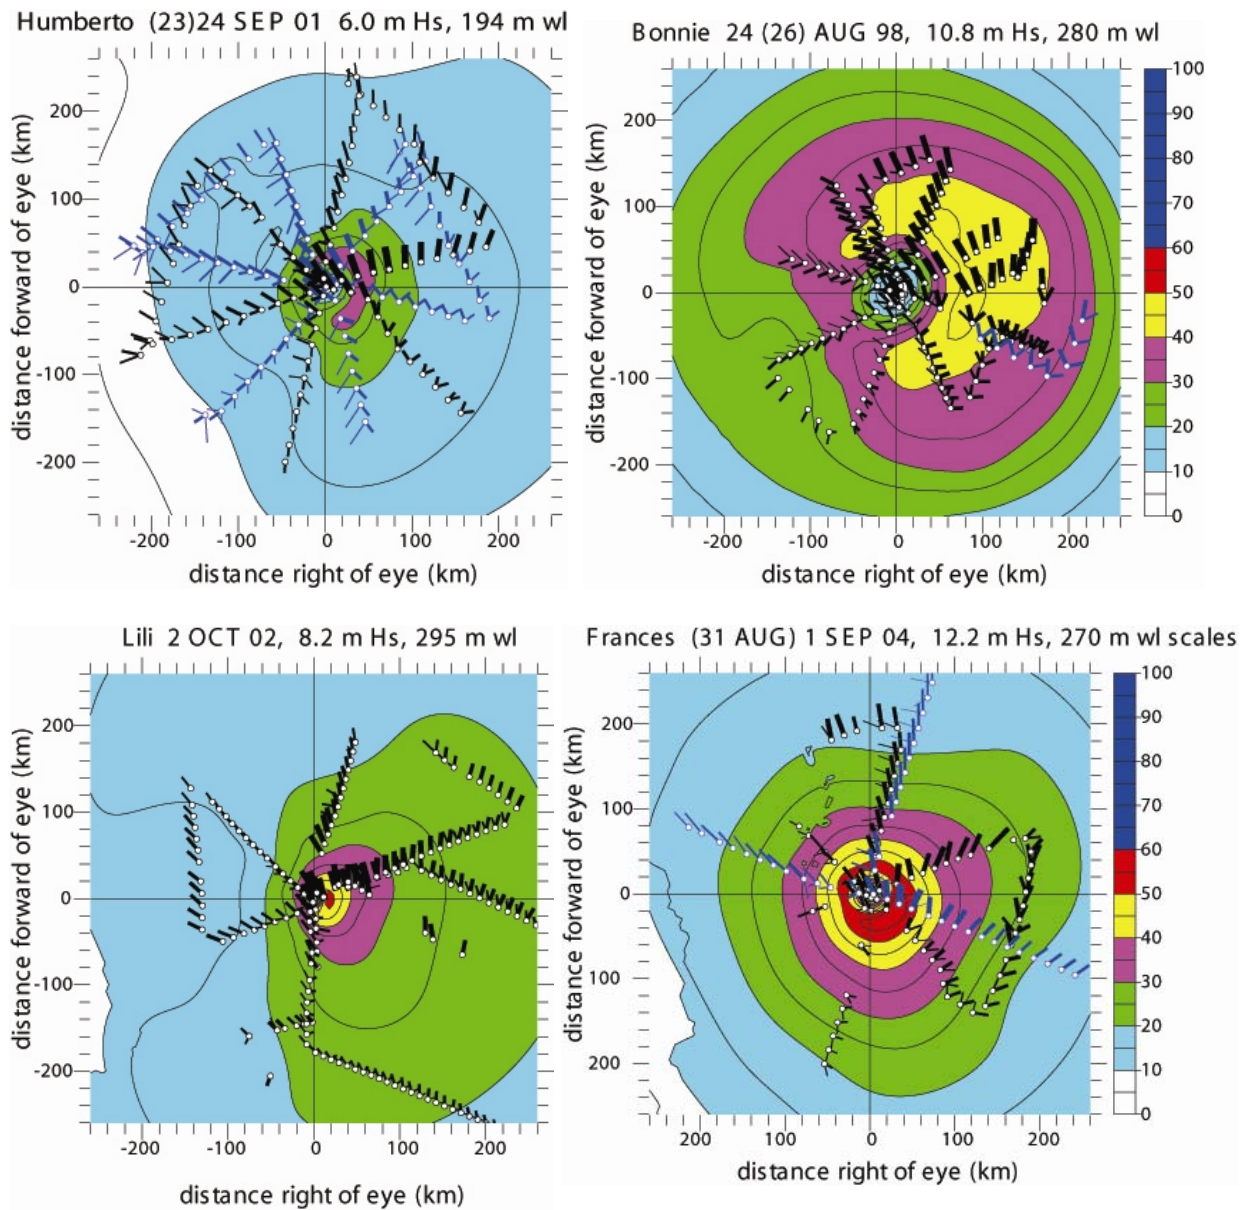 Humberto (23)24 SEP 01 6.0 m Hs, 194 m wl
distance forward of eye (km)
200
100
0
-100
-200
-200 -100 0 100 200
distance right of eye (km)
Bonnie 24 (26) AUG 98, 10.8 m Hs, 280 m wl
distance forward of eye (km)
200
100
0
-100
-200
-200 -100 0 100 200
distance right of eye (km)
100
90
80
70
60
50
40
30
20
10
0
Lili 2 OCT 02, 8.2 m Hs, 295 m wl
distance forward of eye (km)
200
100
0
-100
-200
-200 -100 0 100 200
distance right of eye (km)
Frances (31 AUG) 1 SEP 04, 12.2 m Hs, 270 m wl scales
distance forward of eye (km)
200
100
0
100
200
200 100 0 100 200
distance right of eye (km)
100
90
80
70
60
50
40
30
20
10
0